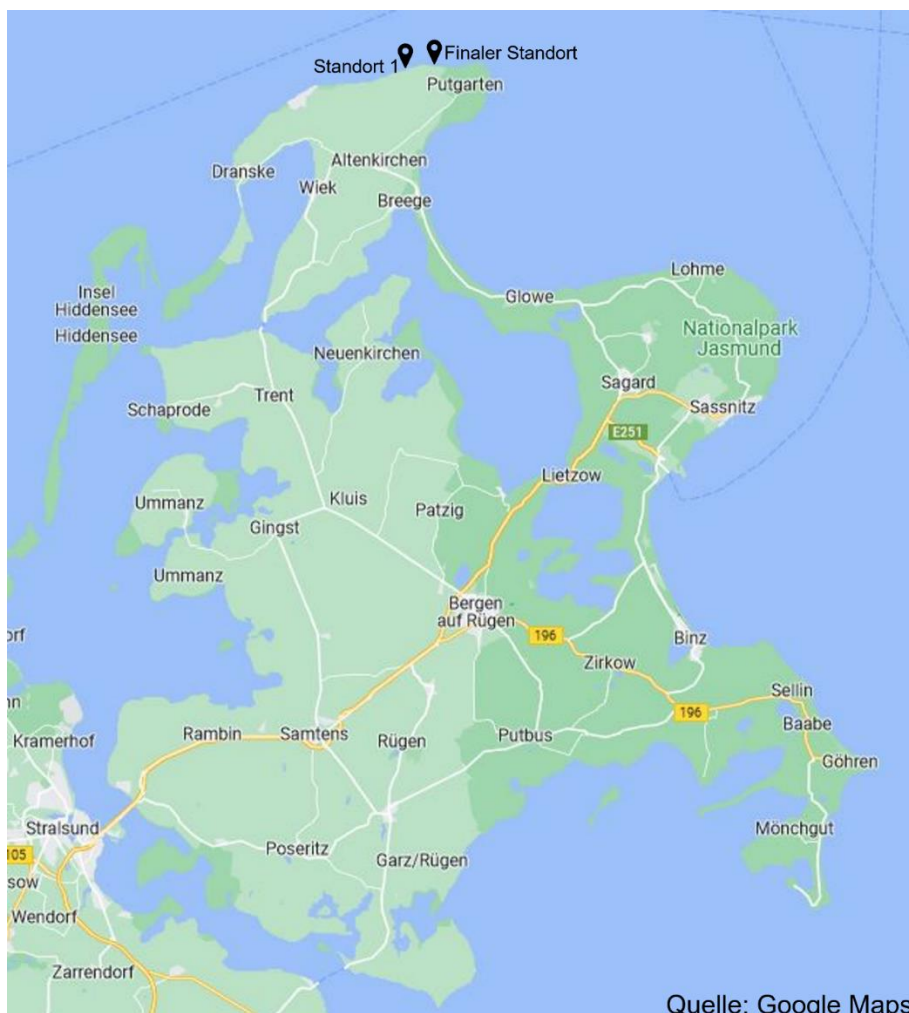 Standort 1
Finaler Standort
Putgarten
Altenkirchen
Dranske
Wiek
Breege
Lohme
Insel
Hiddensee
Hiddensee
Glowe
Nationalpark
Jasmund
Neuenkirchen
Sagard
Trent
Schaprode
Sassnitz
E251
Lietzow
Ummanz
Kluis
Patzig
Gingst
Ummanz
Bergen
auf Rügen
196
Binz
Zirkow
Sellin
196
Baabe
Rambin
Samtens
Rügen
Putbus
Kramerhof
Göhren
Stralsund
Mönchgut
Poseritz
Garz/Rügen
105
sow
Wendorf
Zarrendorf
Quelle: Google Maps